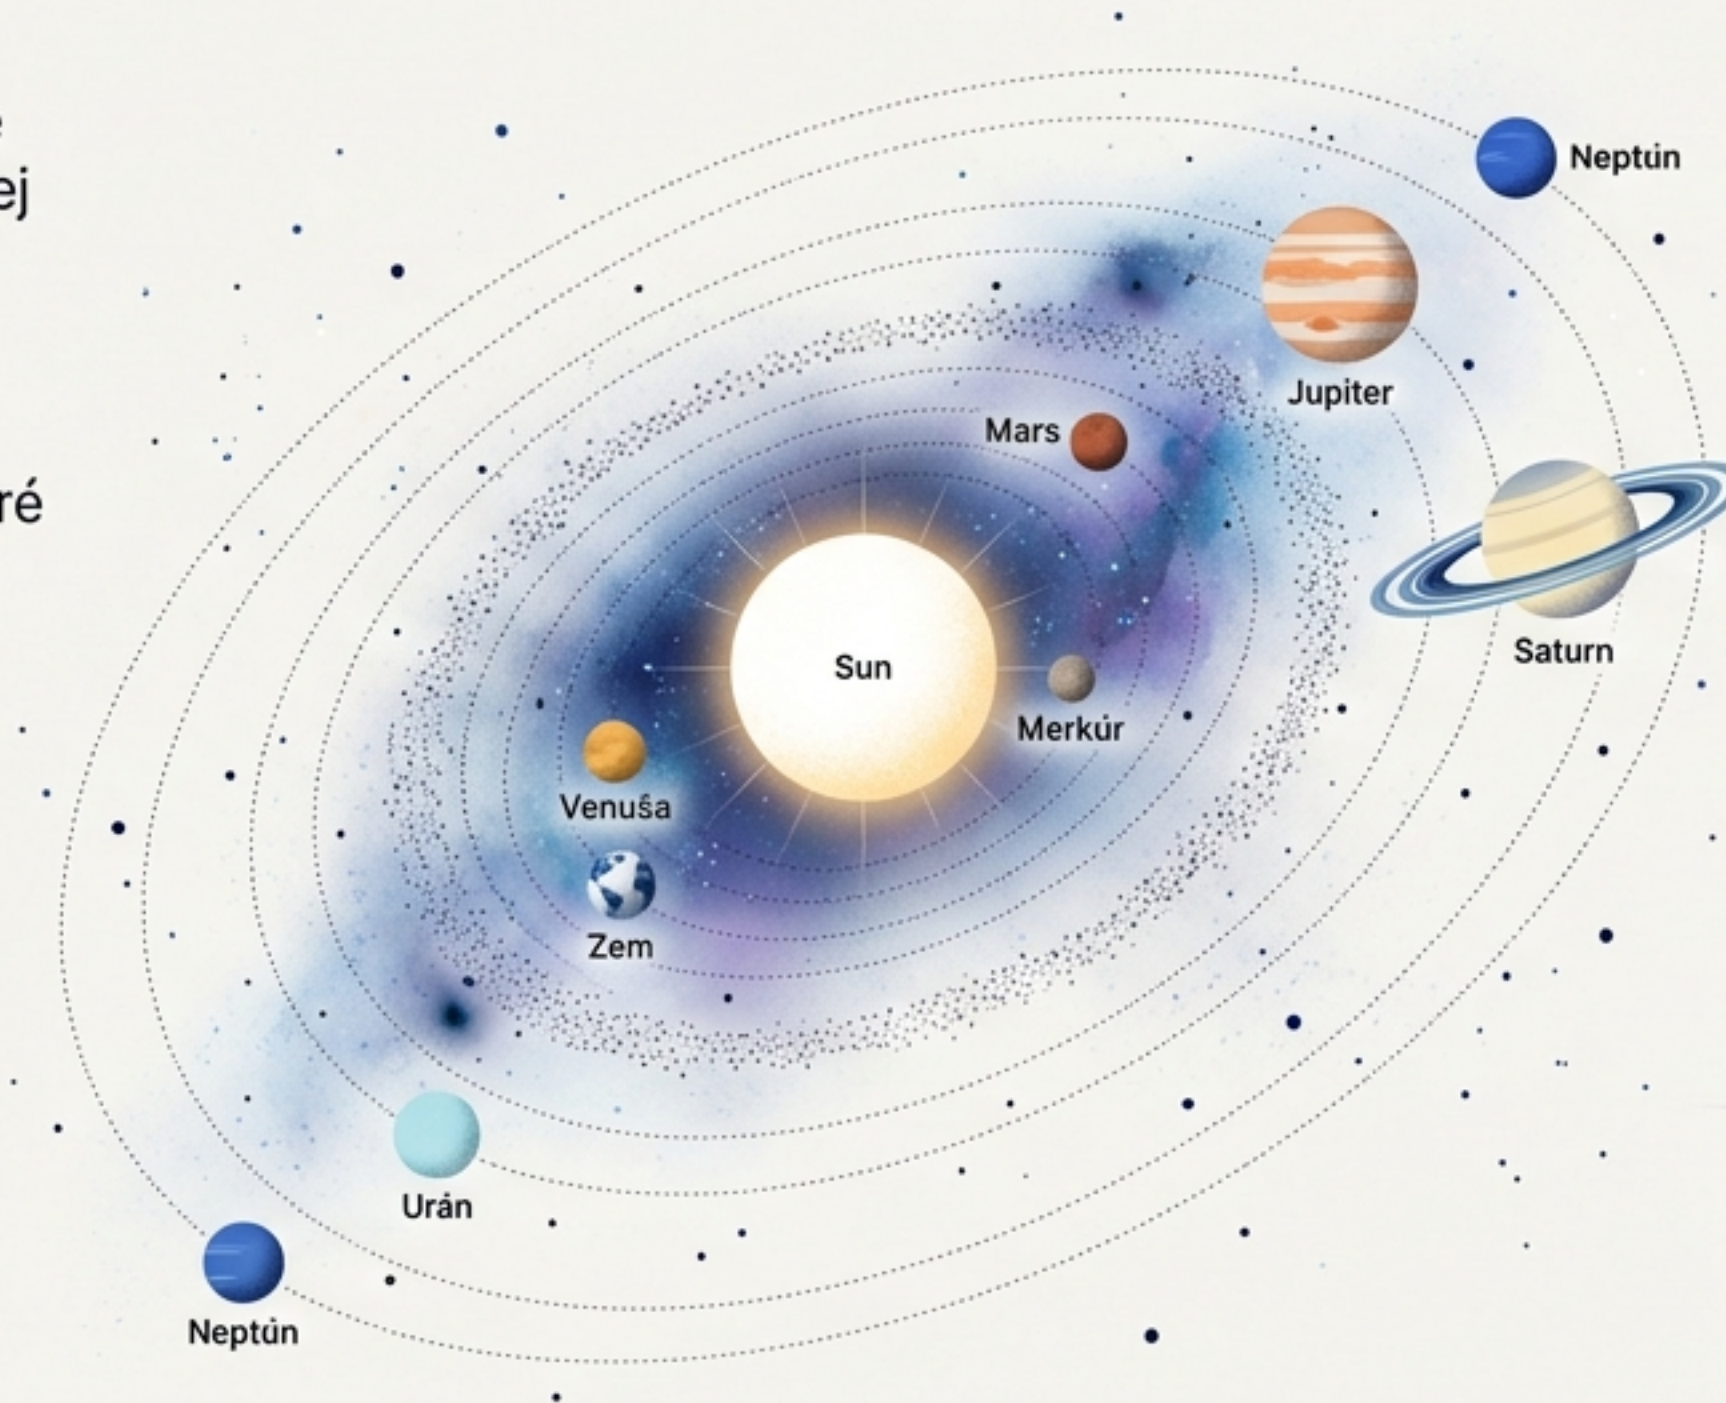 ej
ré
Neptún
Jupiter
Mars
Saturn
Sun
Merkúr
Venuša
Zem
Urán
Neptún